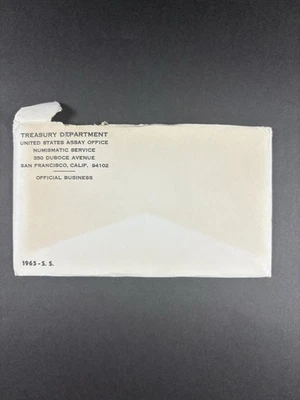 TREASURY DEPARTMENT
UNITED STATES ASSAY OFFICE
NUMISMATIC SERVICE
350 DUBOCE AVENUE
SAN FRANCISCO, CALIF. 94102
OFFICIAL BUSINESS
1965 - S. S.